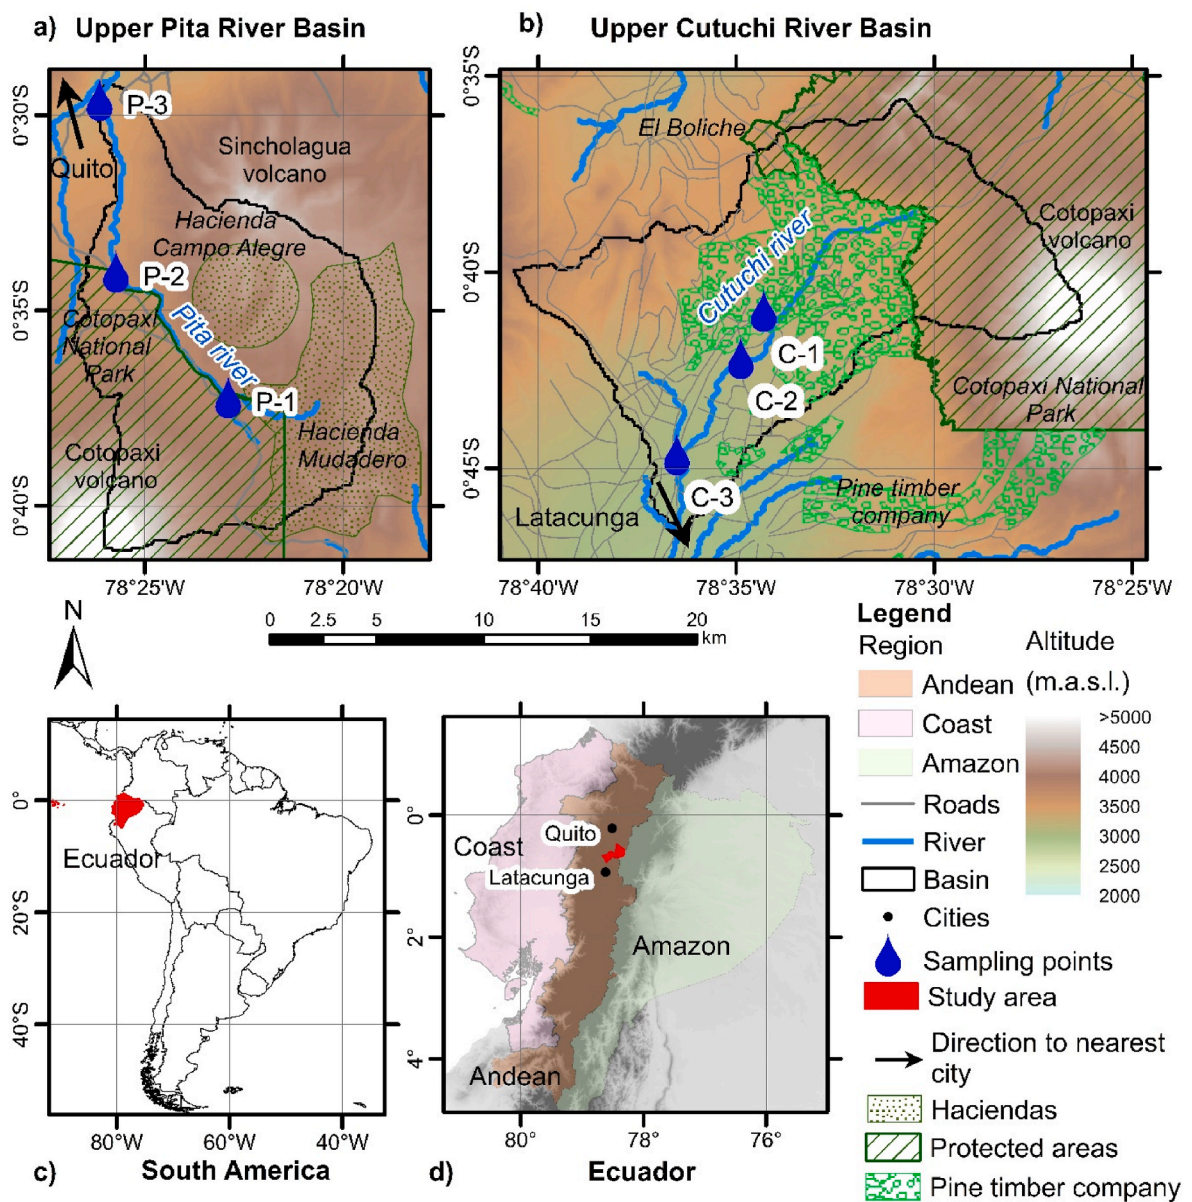 a) Upper Pita River Basin
0°30'S
0°35'S
0°40'S
P-3
Quito
Sincholagua
volcano
Hacienda
Campo Alegre
P-2
Cotopaxi
National
Park
Pita river
P-1
Hacienda
Mudadero
Cotopaxi
volcano
78°25'W
78°20'W
b) Upper Cutuchi River Basin
0°35'S
0°40'S
0°45'S
El Boliche
Cotopaxi
volcano
Cutuchi river
C-1
C-2
Cotopaxi National
Park
C-3
Latacunga
Pine timber
company
78°40'W
78°35'W
78°30'W
78°25'W
N
0
2.5
5
10
15
20
km
0°
20°S
40°S
Ecuador
80°W
60°W
40°W
c) South America
0°
2°
4°
Quito
Coast
Latacunga
Amazon
Andean
80°
78°
76°
d) Ecuador
Legend
Region
Andean
Coast
Amazon
Roads
River
Basin
Cities
Sampling points
Study area
Direction to nearest
city
Haciendas
Protected areas
Pine timber company
Altitude
(m.a.s.l.)
>5000
4500
4000
3500
3000
2500
2000